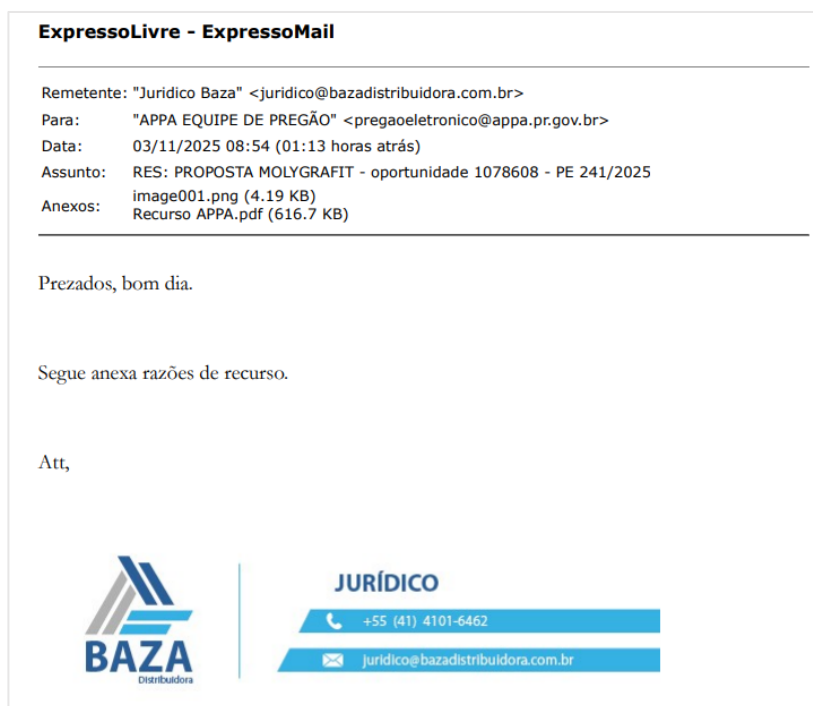 ExpressoLivre - ExpressoMail
Remetente: "Juridico Baza" <juridico@bazadistribuidora.com.br>
Para: "APPA EQUIPE DE PREGÃO" <pregaoeletronico@appa.pr.gov.br>
Data: 03/11/2025 08:54 (01:13 horas atrás)
Assunto: RES: PROPOSTA MOLYGRAFIT - oportunidade 1078608 - PE 241/2025
Anexos: image001.png (4.19 KB)
Recurso APPA.pdf (616.7 KB)
Prezados, bom dia.
Segue anexa razões de recurso.
Att,
BAZA
Distribuidora
JURÍDICO
+55 (41) 4101-6462
juridico@bazadistribuidora.com.br